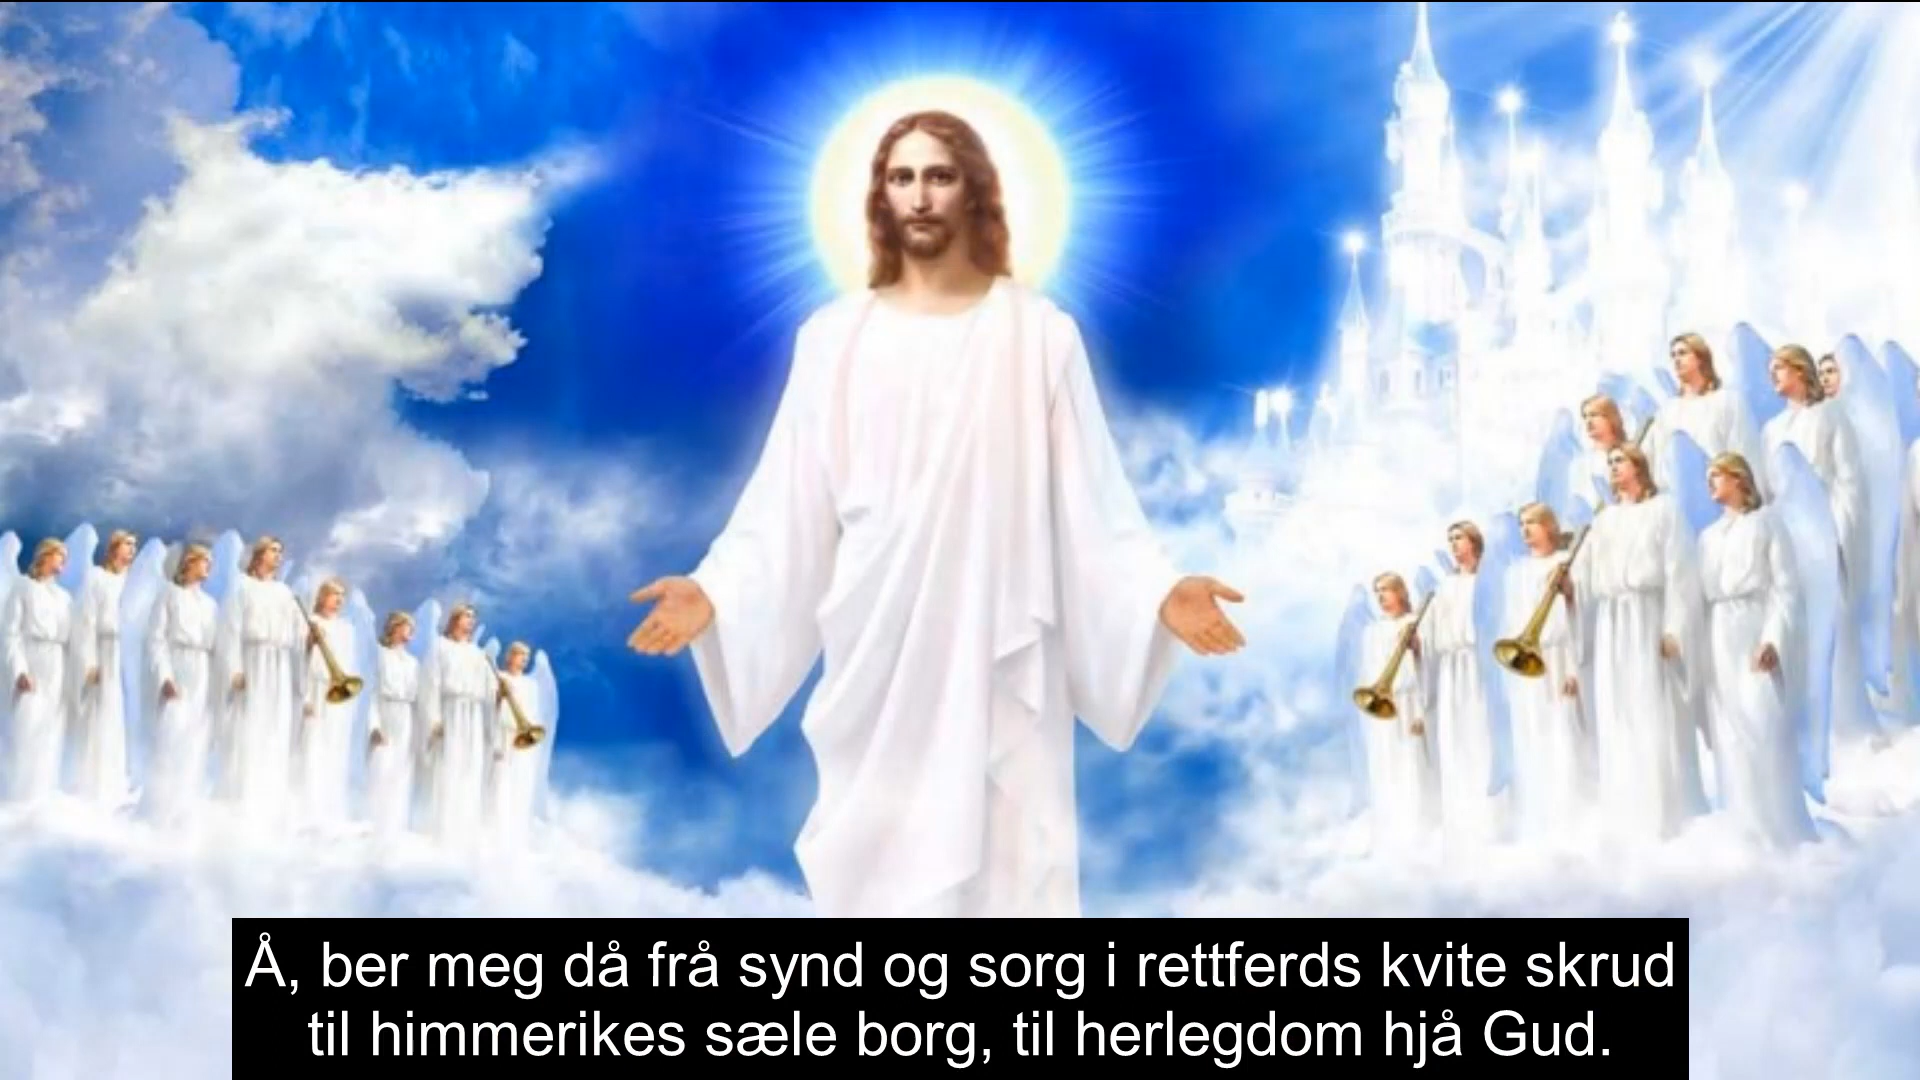 Å, ber meg då frå synd og sorg i rettferds kvite skrud
til himmerikes sæle borg, til herlegdom hjå Gud.